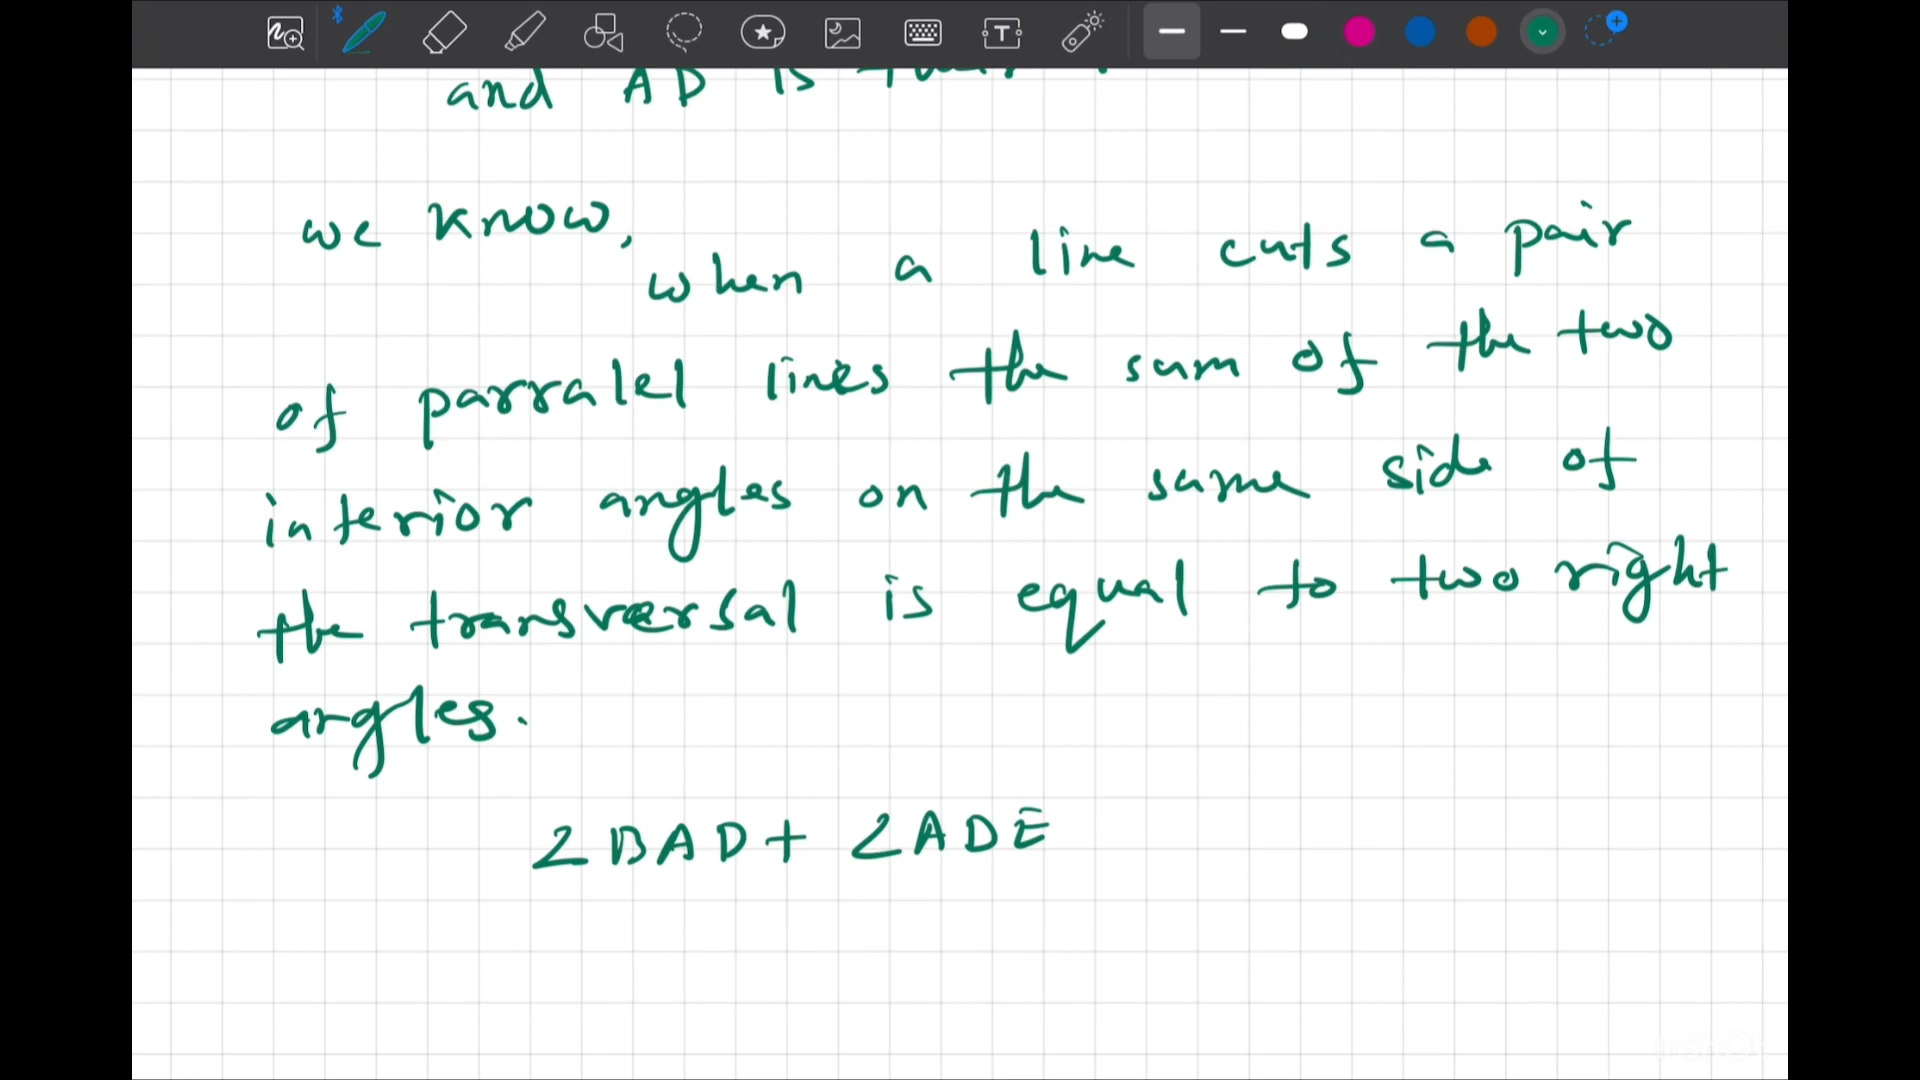 and AD is
we know, when a line cuts a pair
of parralel lines the sum of the two
interior angles on the same side of
the transversal is equal to two right
angles.
∠BAD+ ∠ADE